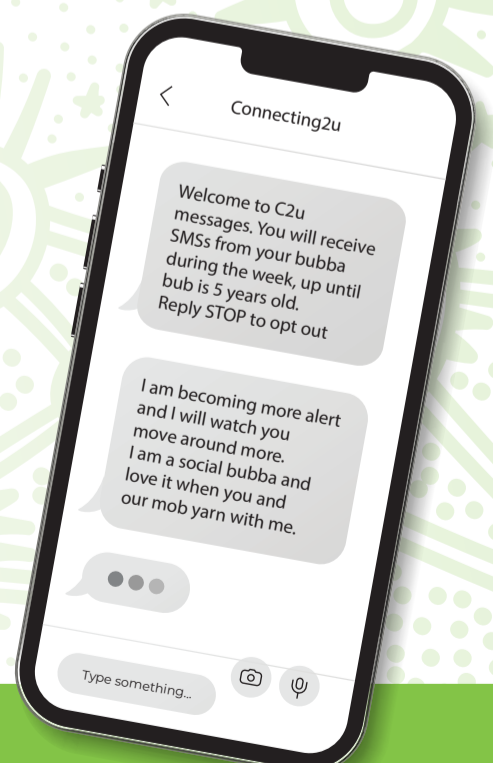 Connecting2u
Welcome to C2u
messages. You will receive
SMSs from your bubba
during the week, up until
bub is 5 years old.
Reply STOP to opt out
I am becoming more alert
and I will watch you
move around more.
I am a social bubba and
love it when you and
our mob yarn with me.
Type something...